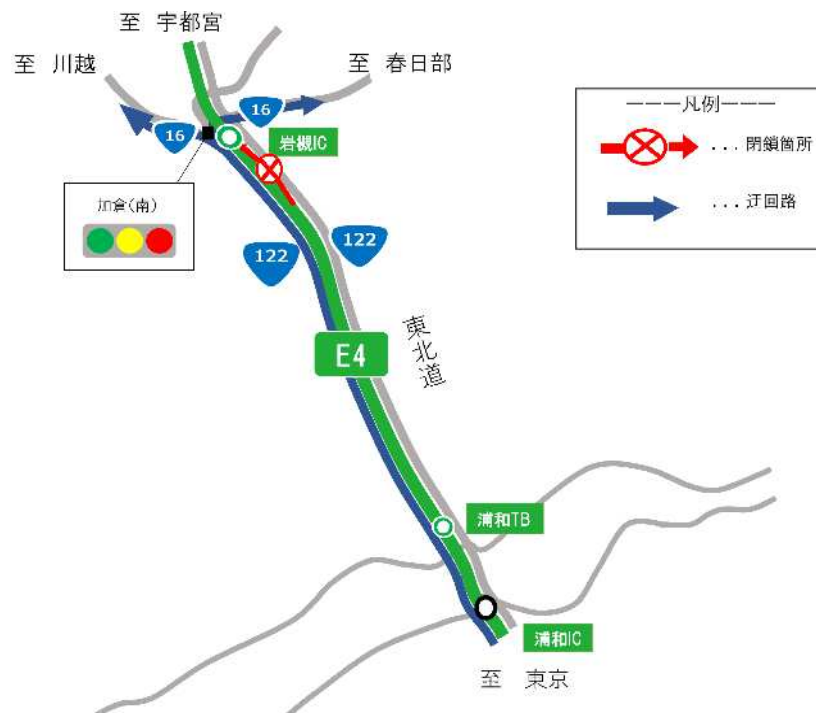 至 宇都宮
至 川越
至 春日部
16
16
岩槻IC
加倉(南)
122
122
E4
東北道
浦和TB
浦和IC
至 東京
―――凡例―――
...閉鎖箇所
...迂回路